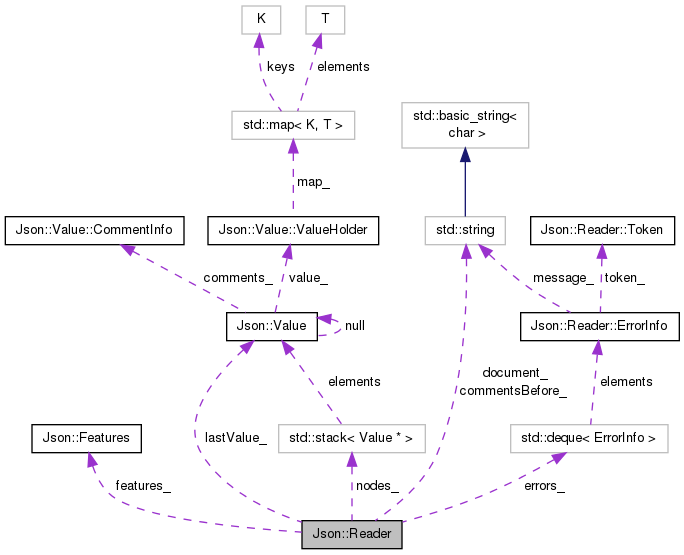 K
T
keys
elements
std::map< K, T >
std::basic_string<
char >
map_
Json::Value::CommentInfo
Json::Value::ValueHolder
std::string
Json::Reader::Token
comments_
value_
message_
token_
Json::Value
null
Json::Reader::ErrorInfo
elements
document_
commentsBefore_
elements
Json::Features
lastValue_
std::stack< Value * >
std::deque< ErrorInfo >
features_
nodes_
errors_
Json::Reader